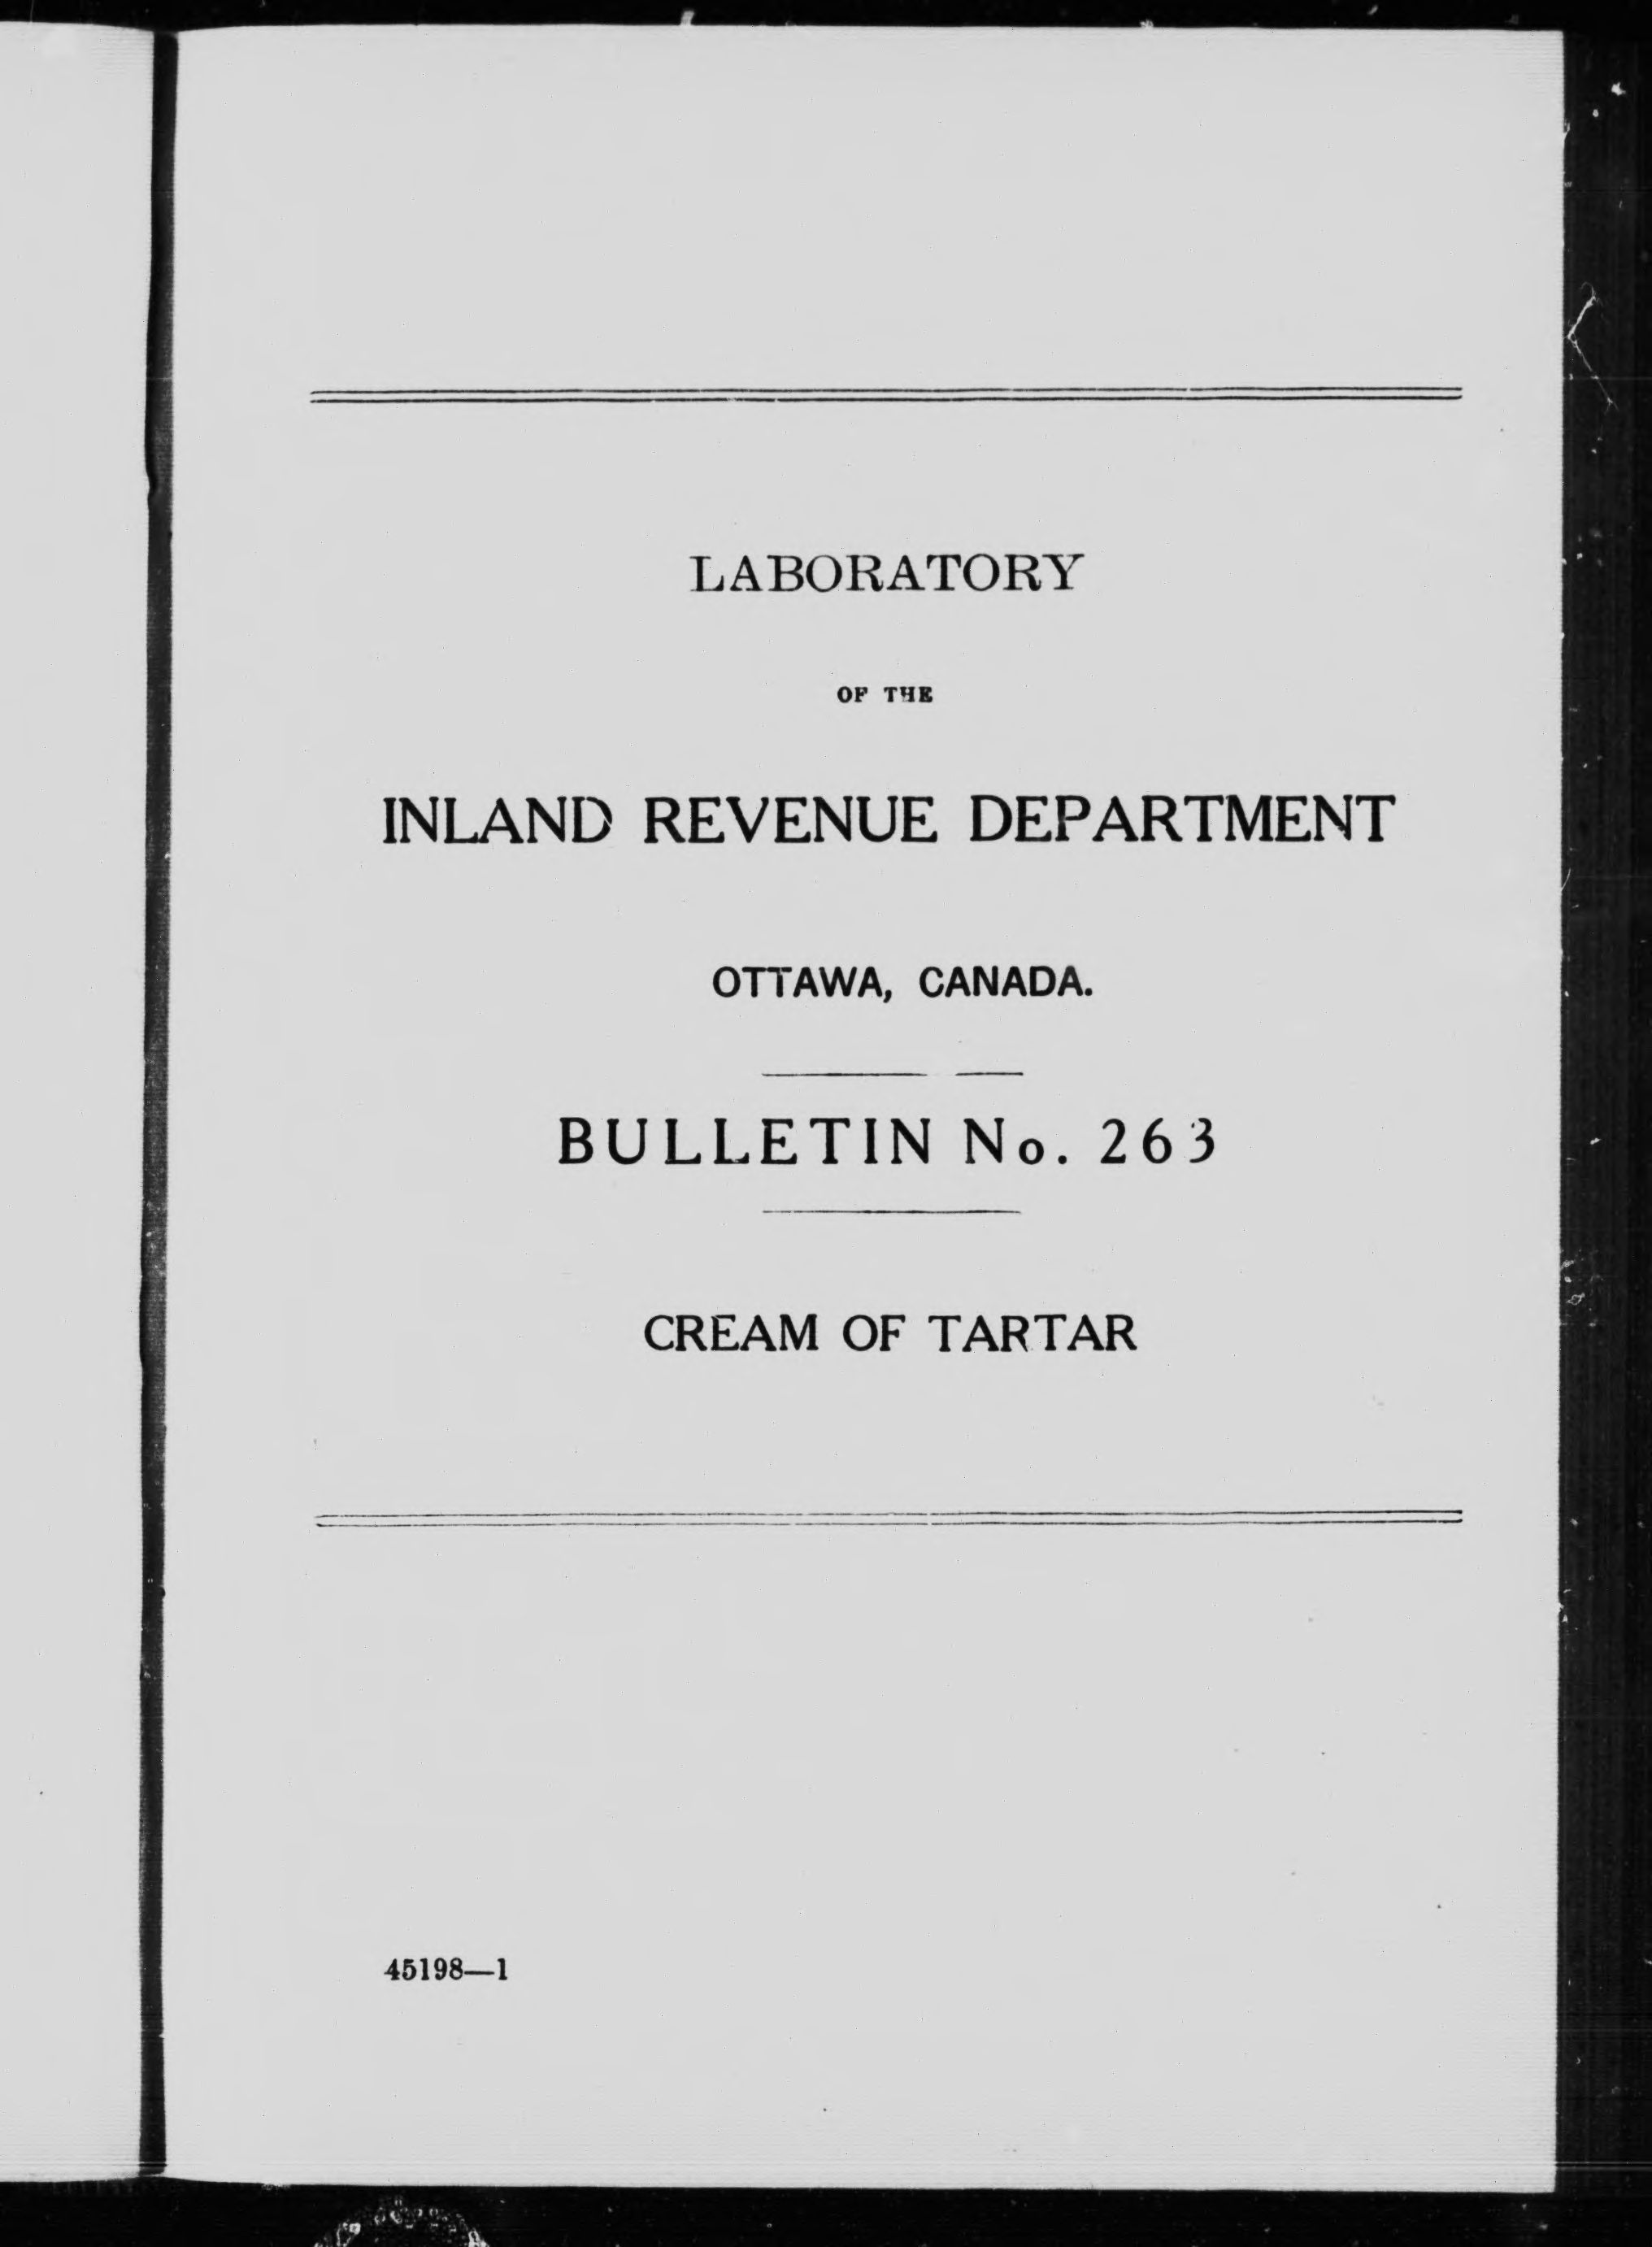 LABORATORY
OF THE
INLAND REVENUE DEPARTMENT
OTTAWA, CANADA.
BULLETIN No. 263
CREAM OF TARTAR
45198—1